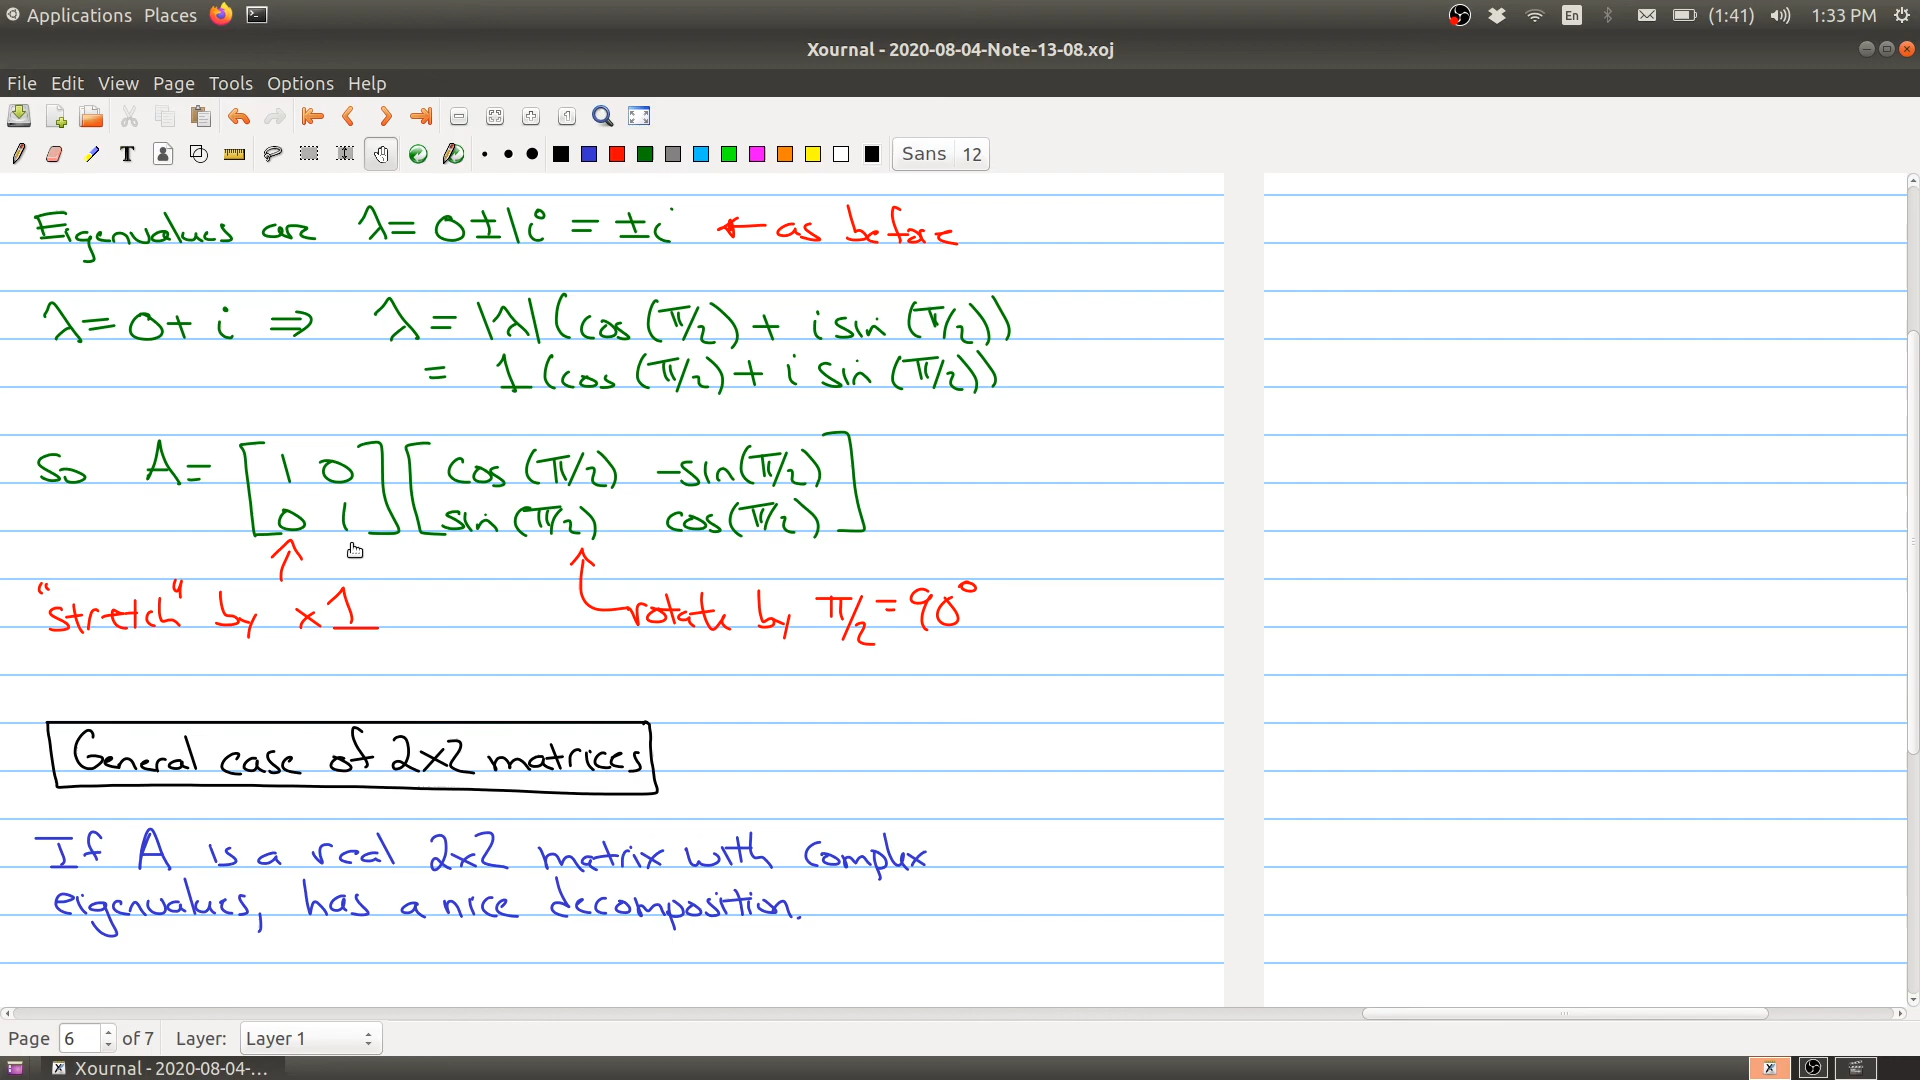 Applications Places En (1:41) 1:33 PM
Xournal - 2020-08-04-Note-13-08.xoj
File Edit View Page Tools Options Help
T Sans 12
Eigenvalues are λ= 0±1i = ±i ← as before
λ=0+ i ⇒ λ= |λ|(cos(π/2) + i sin (π/2))
= 1(cos (π/2) + i sin (π/2))
So A= [ 1 0 ] [ cos (π/2) -sin(π/2) ]
[ 0 1 ] [ sin (π/2) cos(π/2) ]
"stretch" by x 1 rotate by π/2 = 90°
General case of 2x2 matrices
If A is a real 2x2 matrix with complex
eigenvalues, has a nice decomposition.
Page 6 of 7 Layer: Layer 1
Xournal - 2020-08-04-...